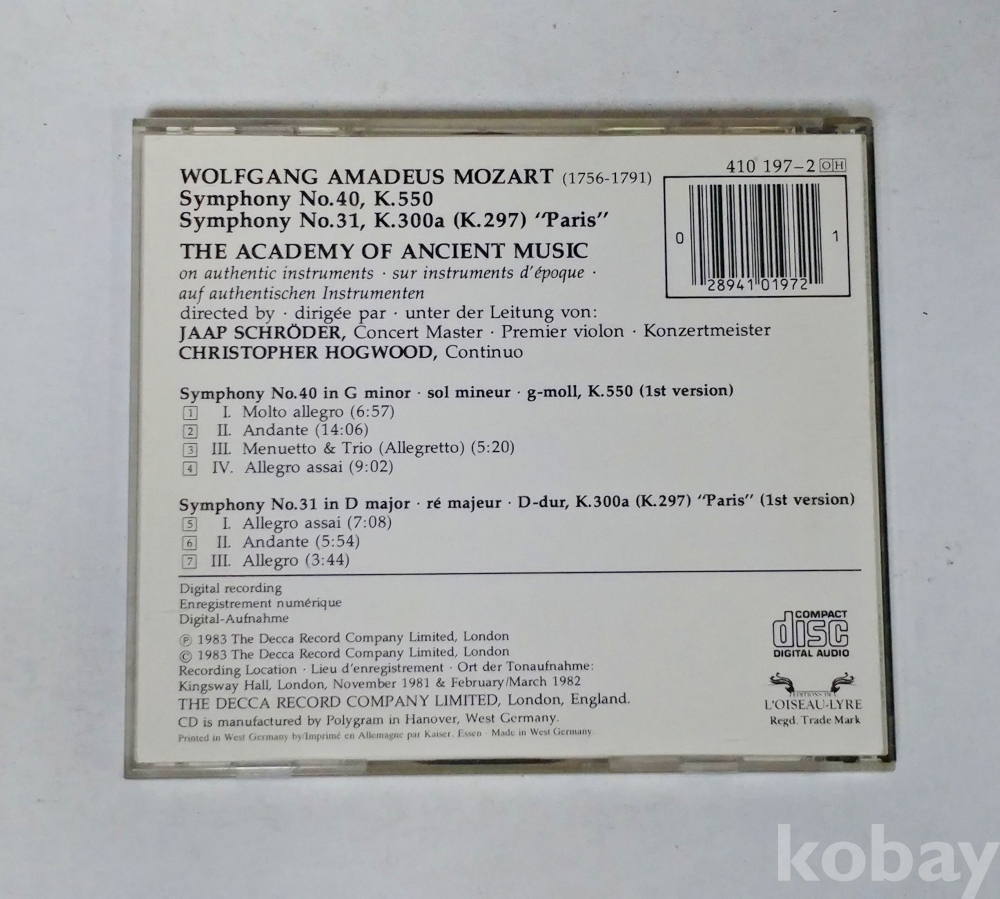 410 197-2 OH
WOLFGANG AMADEUS MOZART (1756-1791)
Symphony No.40, K.550
Symphony No.31, K.300a (K.297) "Paris"
0 28941 01972 1
THE ACADEMY OF ANCIENT MUSIC
on authentic instruments · sur instruments d'époque ·
auf authentischen Instrumenten
directed by · dirigée par · unter der Leitung von:
JAAP SCHRÖDER, Concert Master · Premier violon · Konzertmeister
CHRISTOPHER HOGWOOD, Continuo
Symphony No.40 in G minor · sol mineur · g-moll, K.550 (1st version)
1 I. Molto allegro (6:57)
2 II. Andante (14:06)
3 III. Menuetto & Trio (Allegretto) (5:20)
4 IV. Allegro assai (9:02)
Symphony No.31 in D major · ré majeur · D-dur, K.300a (K.297) "Paris" (1st version)
5 I. Allegro assai (7:08)
6 II. Andante (5:54)
7 III. Allegro (3:44)
Digital recording
Enregistrement numérique
Digital-Aufnahme
℗ 1983 The Decca Record Company Limited, London
© 1983 The Decca Record Company Limited, London
Recording Location · Lieu d'enregistrement · Ort der Tonaufnahme:
Kingsway Hall, London, November 1981 & February/March 1982
THE DECCA RECORD COMPANY LIMITED, London, England.
CD is manufactured by Polygram in Hanover, West Germany.
Printed in West Germany by/Imprimé en Allemagne par Kaiser, Essen · Made in West Germany
COMPACT
disc
DIGITAL AUDIO
EDITIONS DE
L'OISEAU-LYRE
Regd. Trade Mark
kobay